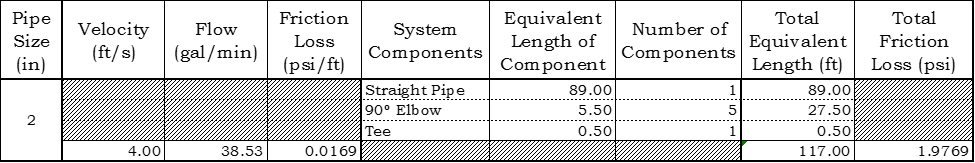 Pipe Size (in) Velocity (ft/s) Flow (gal/min) Friction Loss (psi/ft) System Components Equivalent Length of Component Number of Components Total Equivalent Length (ft) Total Friction Loss (psi)
2
Straight Pipe 89.00 1 89.00
90° Elbow 5.50 5 27.50
Tee 0.50 1 0.50
4.00 38.53 0.0169 117.00 1.9769